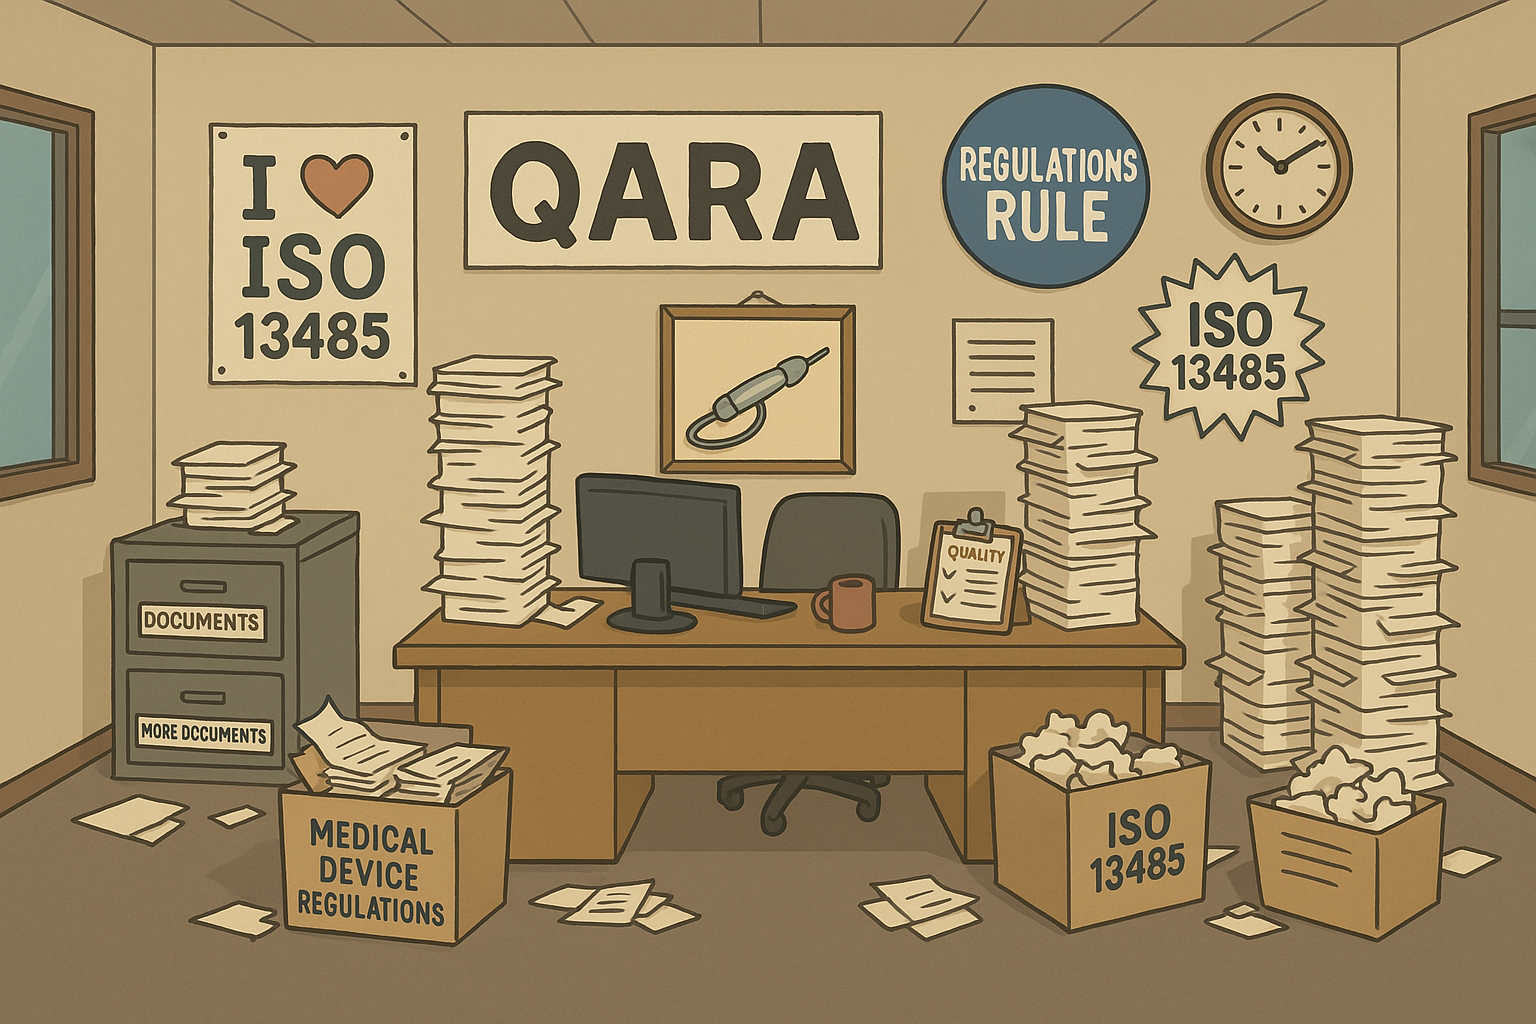 I ❤
ISO
13485
QARA
REGULATIONS
RULE
ISO
13485
QUALITY
DOCUMENTS
MORE DCCUMENTS
MEDICAL
DEVICE
REGULATIONS
ISO
13485